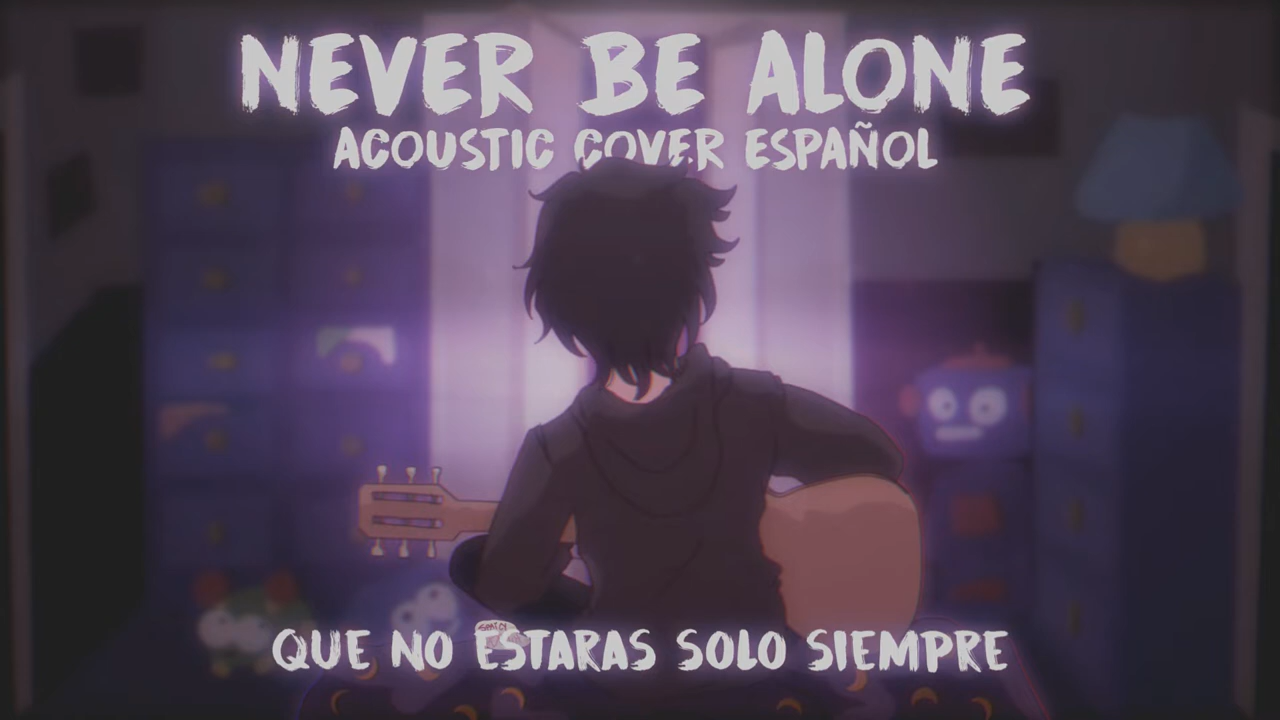 NEVER BE ALONE
ACOUSTIC COVER ESPAÑOL
QUE NO ESTARAS SOLO SIEMPRE